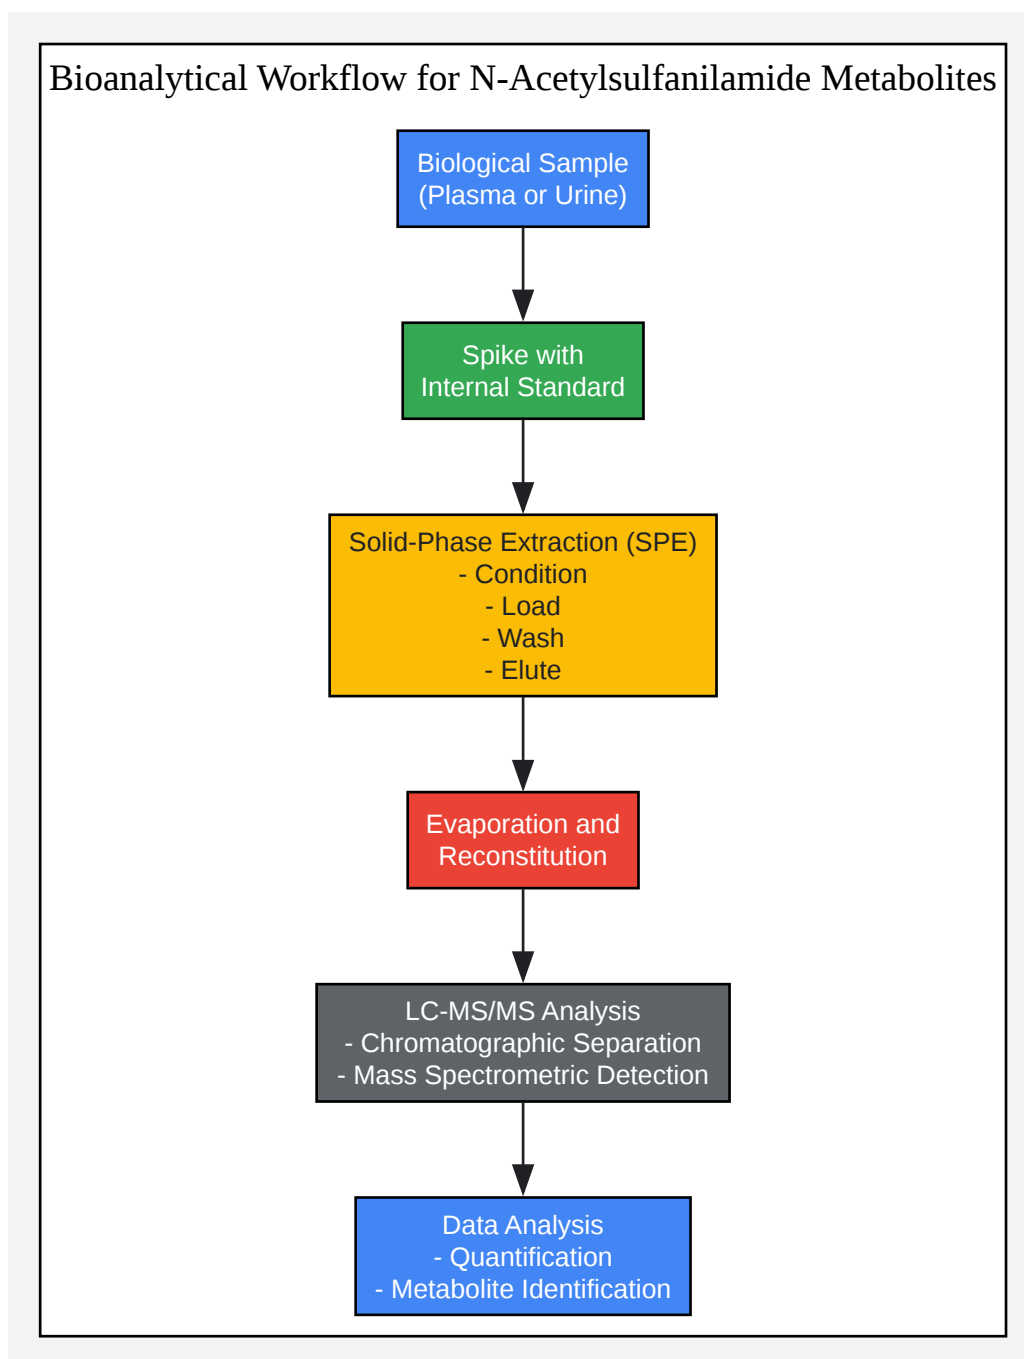 Bioanalytical Workflow for N-Acetylsulfanilamide Metabolites
Biological Sample
(Plasma or Urine)
Spike with
Internal Standard
Solid-Phase Extraction (SPE)
- Condition
- Load
- Wash
- Elute
Evaporation and
Reconstitution
LC-MS/MS Analysis
- Chromatographic Separation
- Mass Spectrometric Detection
Data Analysis
- Quantification
- Metabolite Identification